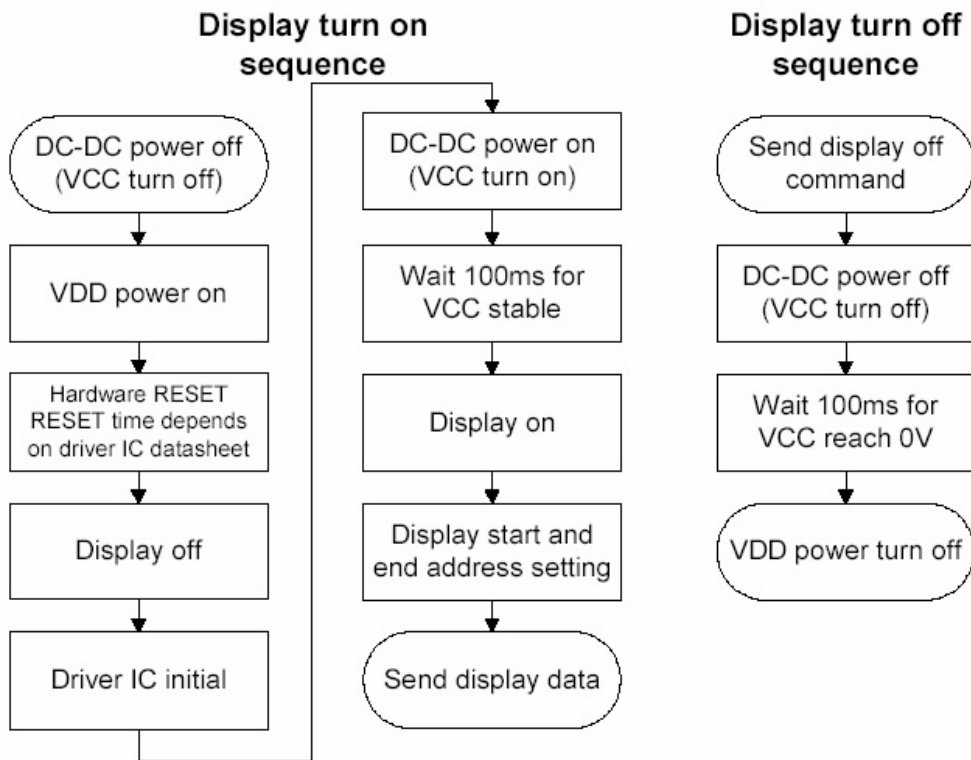 Display turn on
sequence
DC-DC power off
(VCC turn off)
VDD power on
Hardware RESET
RESET time depends
on driver IC datasheet
Display off
Driver IC initial
DC-DC power on
(VCC turn on)
Wait 100ms for
VCC stable
Display on
Display start and
end address setting
Send display data
Display turn off
sequence
Send display off
command
DC-DC power off
(VCC turn off)
Wait 100ms for
VCC reach 0V
VDD power turn off